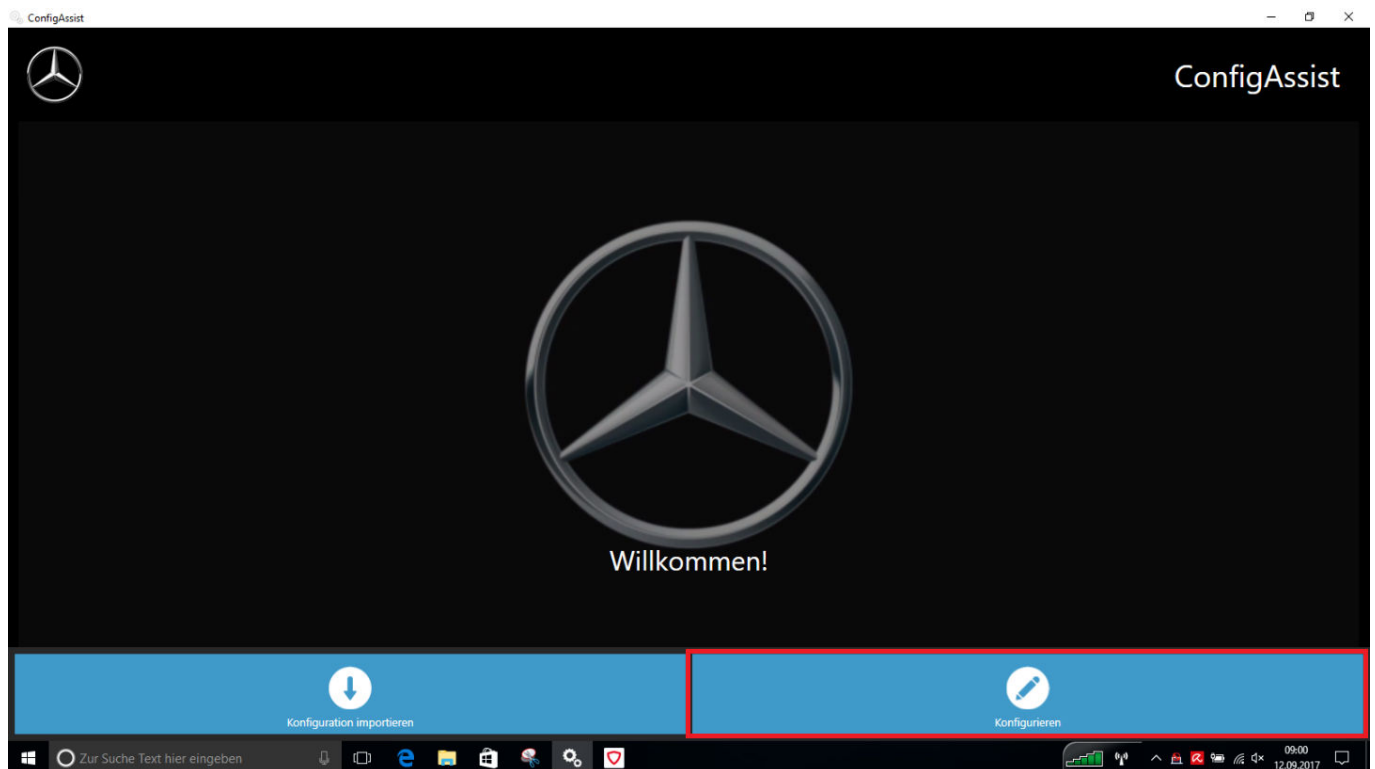 ConfigAssist
ConfigAssist
Willkommen!
Konfiguration importieren
Konfigurieren
Zur Suche Text hier eingeben
09:00
12.09.2017